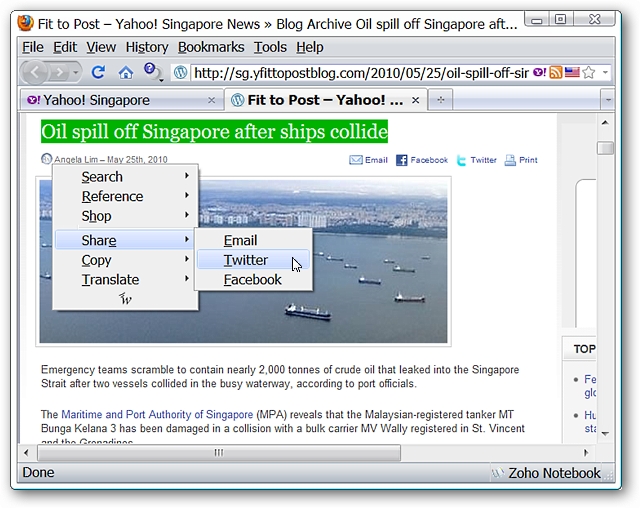 Fit to Post – Yahoo! Singapore News » Blog Archive Oil spill off Singapore aft...
File Edit View History Bookmarks Tools Help
http://sg.yfittopostblog.com/2010/05/25/oil-spill-off-sir
Yahoo! Singapore
Fit to Post – Yahoo! ...
Oil spill off Singapore after ships collide
Angela Lim – May 25th, 2010
Email Facebook Twitter Print
Search
Reference
Shop
Share
Copy
Translate
Email
Twitter
Facebook
Emergency teams scramble to contain nearly 2,000 tonnes of crude oil that leaked into the Singapore
Strait after two vessels collided in the busy waterway, according to port officials.
The Maritime and Port Authority of Singapore (MPA) reveals that the Malaysian-registered tanker MT
Bunga Kelana 3 has been damaged in a collision with a bulk carrier MV Wally registered in St. Vincent
and the Grenadines
TOP
Fe
glo
Hu
sta
Done
Zoho Notebook